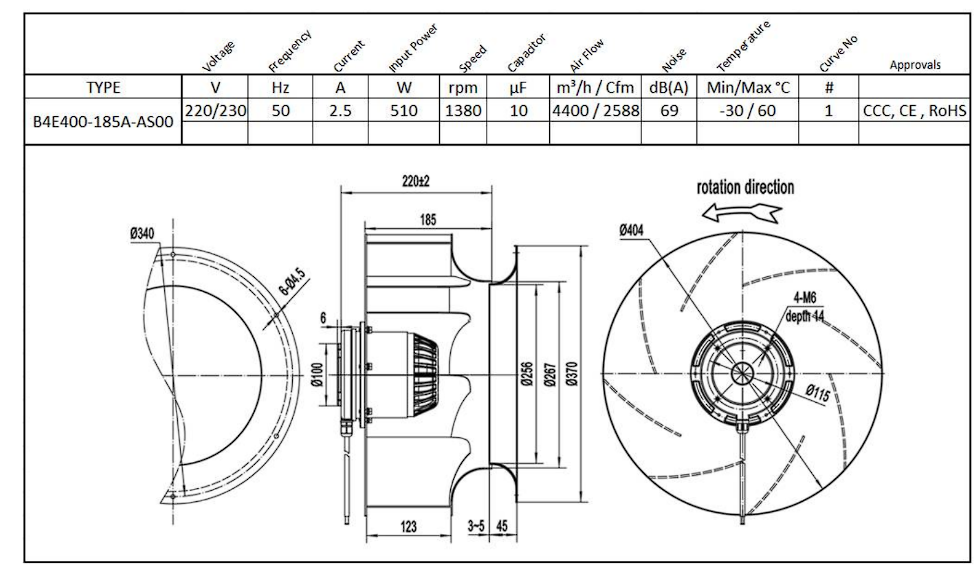 Voltage Frequency Current Input Power Speed Capacitor Air Flow Noise Temperature Curve No Approvals
TYPE V Hz A W rpm µF m³/h / Cfm dB(A) Min/Max °C #
B4E400-185A-AS00 220/230 50 2.5 510 1380 10 4400 / 2588 69 -30 / 60 1 CCC, CE , RoHS
220±2
rotation direction
185
Ø340
Ø404
6-Ø4.5
4-M6
depth 14
6
Ø100
Ø256
Ø267
Ø370
Ø115
123
3~5
45